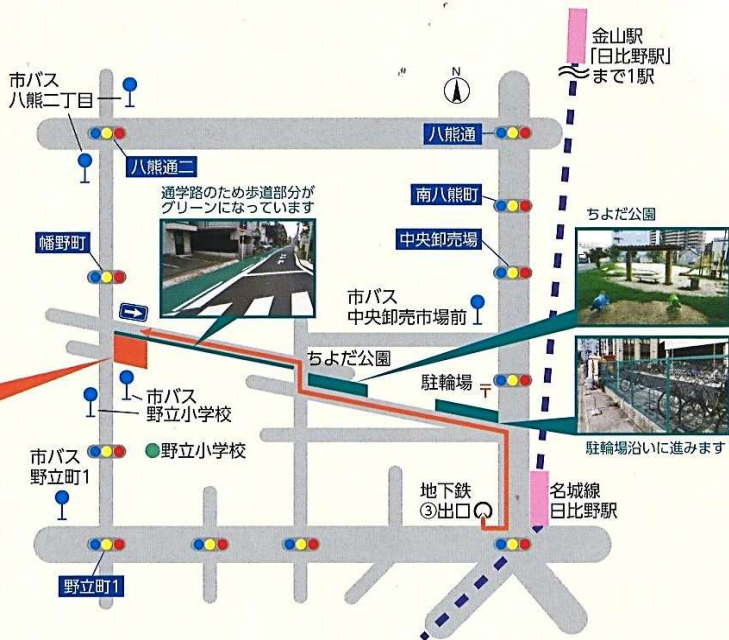 金山駅
「日比野駅」
まで1駅
市バス
八熊二丁目
N
八熊通
八熊通二
通学路のため歩道部分が
グリーンになっています
南八熊町
ちよだ公園
幡野町
中央卸売場
市バス
中央卸売市場前
ちよだ公園
駐輪場
〒
市バス
野立小学校
駐輪場沿いに進みます
市バス
野立町1
野立小学校
地下鉄
③出口
名城線
日比野駅
野立町1